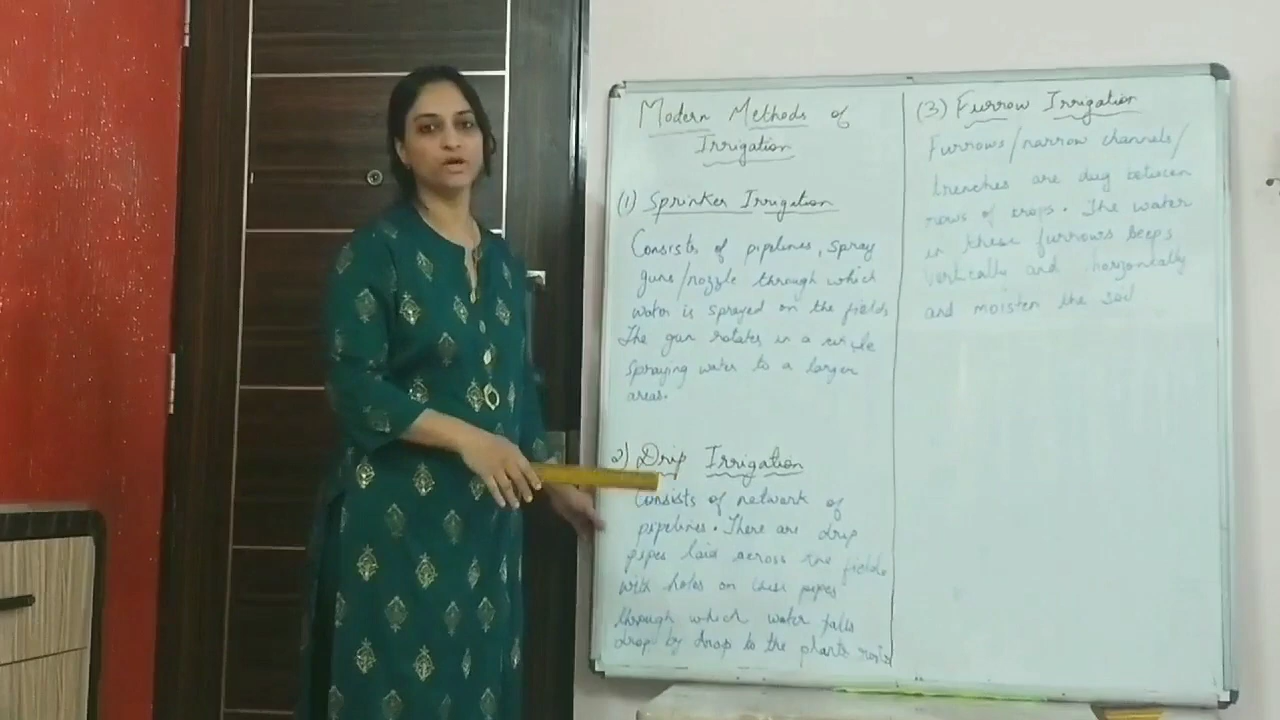 Modern Methods of
Irrigation
(1) Sprinker Irrigation
Consists of pipelines, spray
guns/nozzle through which
water is sprayed on the fields
The gun rotates in a circle
spraying water to a larger
areas.
2) Drip Irrigation
Consists of network of
pipelines. There are drip
pipes laid across the fields
with holes on these pipes
through which water falls
drop by drop to the plants roots
(3) Furrow Irrigation
Furrows/narrow channels/
trenches are dug between
rows of crops. The water
in these furrows seeps
vertically and horizontally
and moisten the soil